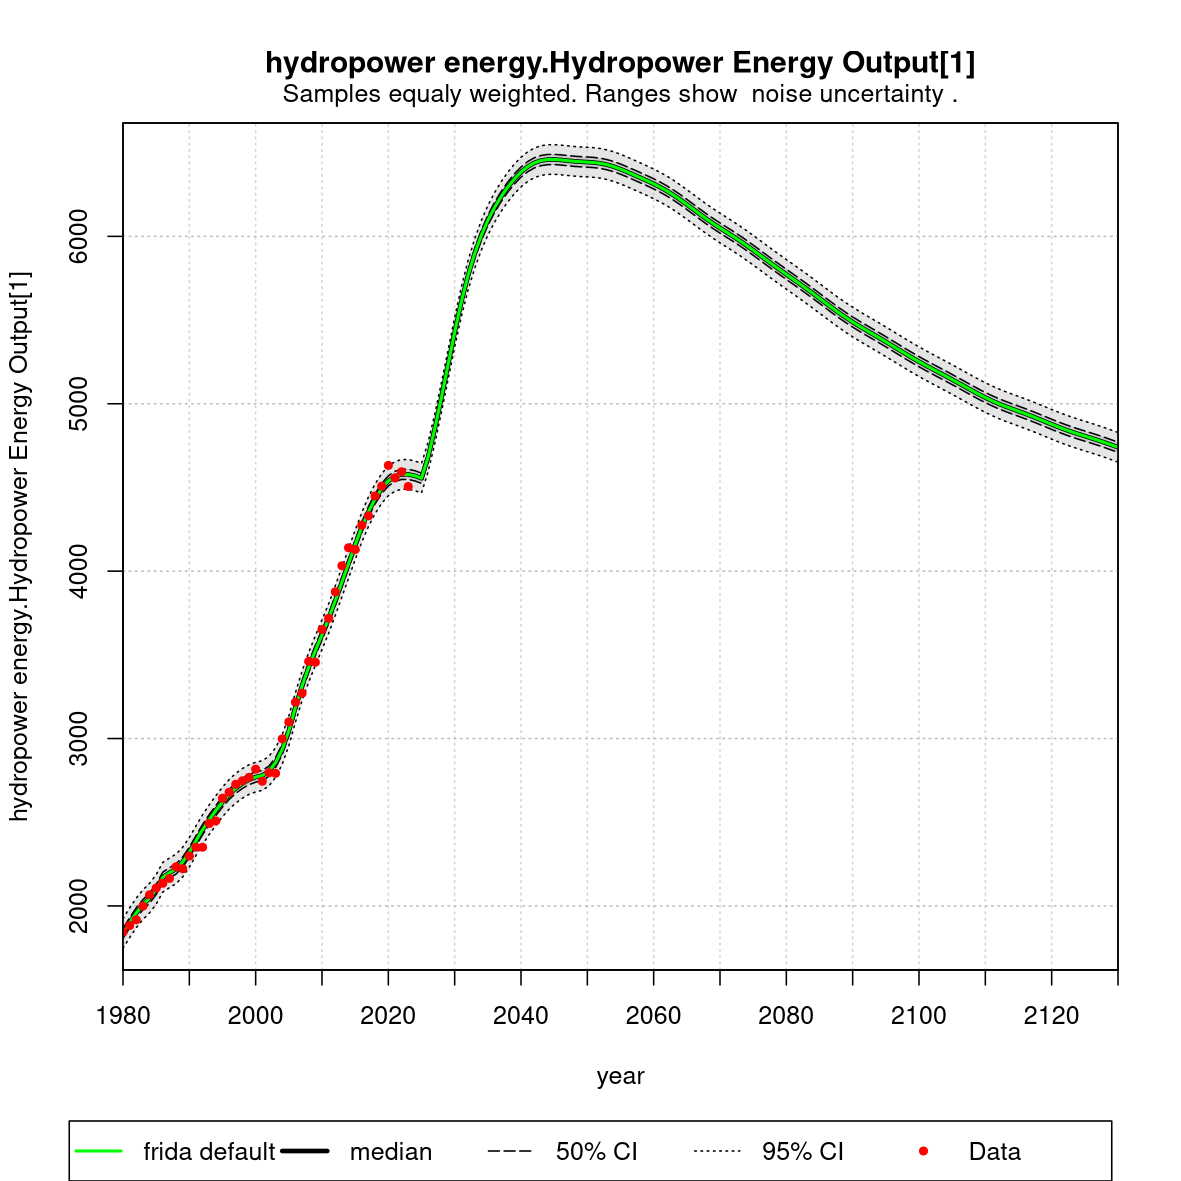 hydropower energy.Hydropower Energy Output[1]
Samples equaly weighted. Ranges show  noise uncertainty .
hydropower energy.Hydropower Energy Output[1]
6000
5000
4000
3000
2000
1980 2000 2020 2040 2060 2080 2100 2120
year
frida default median 50% CI 95% CI Data